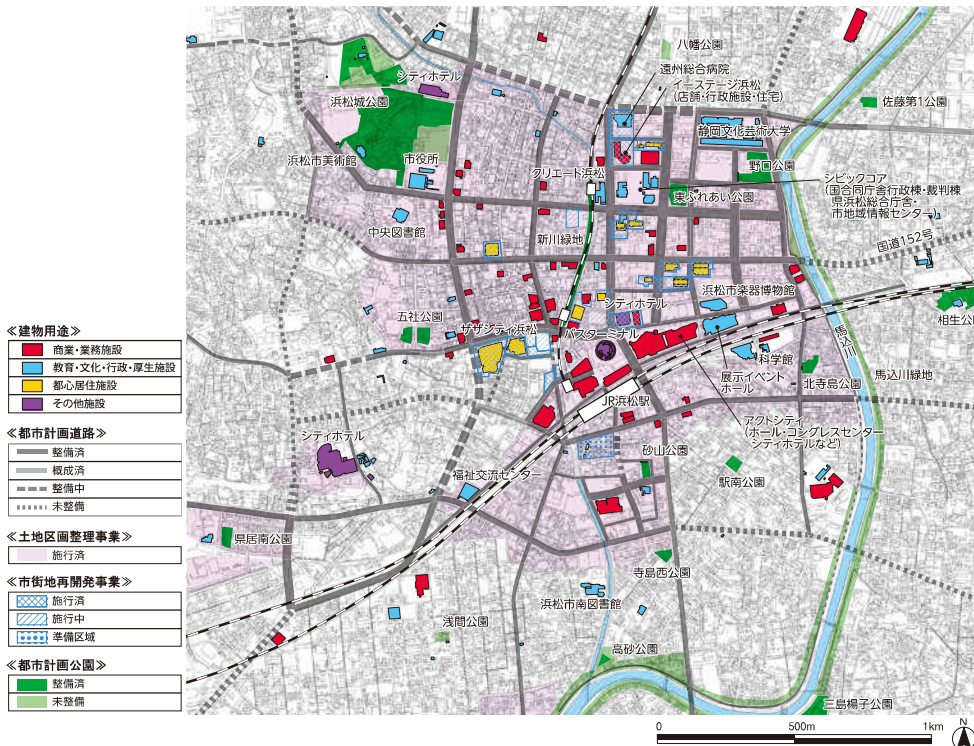 ≪建物用途≫
商業・業務施設
教育・文化・行政・厚生施設
都心居住施設
その他施設
≪都市計画道路≫
整備済
概成済
整備中
未整備
≪土地区画整理事業≫
施行済
≪市街地再開発事業≫
施行済
施行中
準備区域
≪都市計画公園≫
整備済
未整備
八幡公園
遠州総合病院
イーステージ浜松
(店舗・行政施設・住宅)
シティホテル
浜松城公園
佐藤第1公園
静岡文化芸術大学
浜松市美術館
市役所
野口公園
クリエート浜松
シビックコア
(国合同庁舎行政棟・裁判棟
県浜松総合庁舎・
市地域情報センター)
東ふれあい公園
中央図書館
新川緑地
国道152号
浜松市楽器博物館
シティホテル
五社公園
ザザシティ浜松
バスターミナル
相生公
馬込川
科学館
展示イベント
ホール
北寺島公園
馬込川緑地
JR浜松駅
アクトシティ
(ホール・コングレスセンター
シティホテルなど)
シティホテル
砂山公園
福祉交流センター
駅南公園
県居南公園
寺島西公園
浜松市南図書館
浅間公園
高砂公園
三島楊子公園
0 500m 1km
N